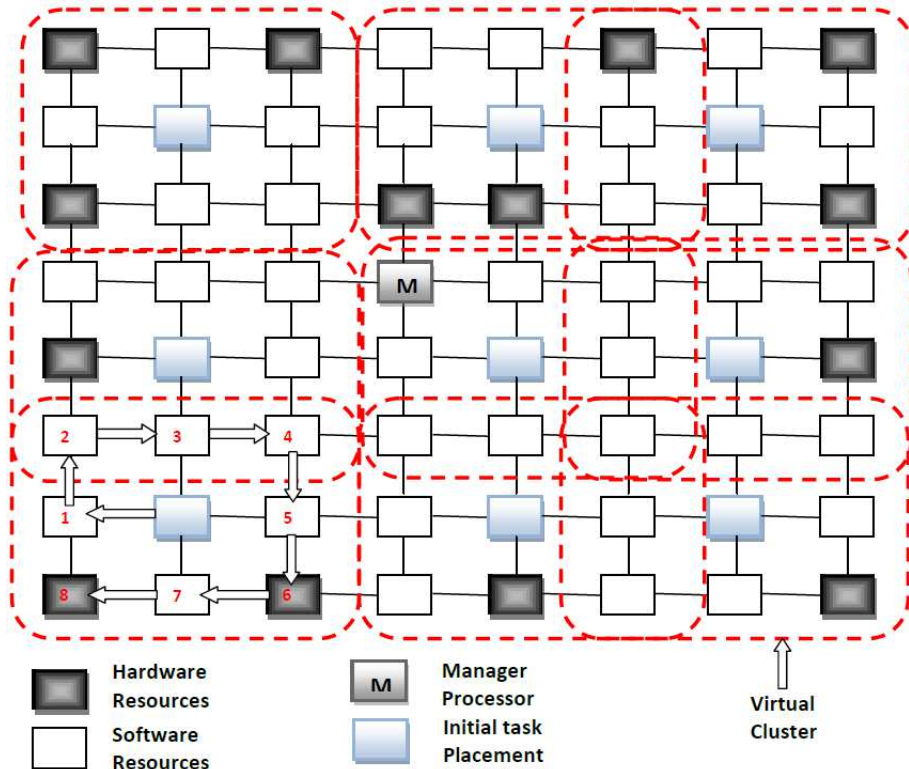 M
2
3
4
1
5
8
7
6
Hardware
Resources
Software
Resources
M
Manager
Processor
Initial task
Placement
Virtual
Cluster